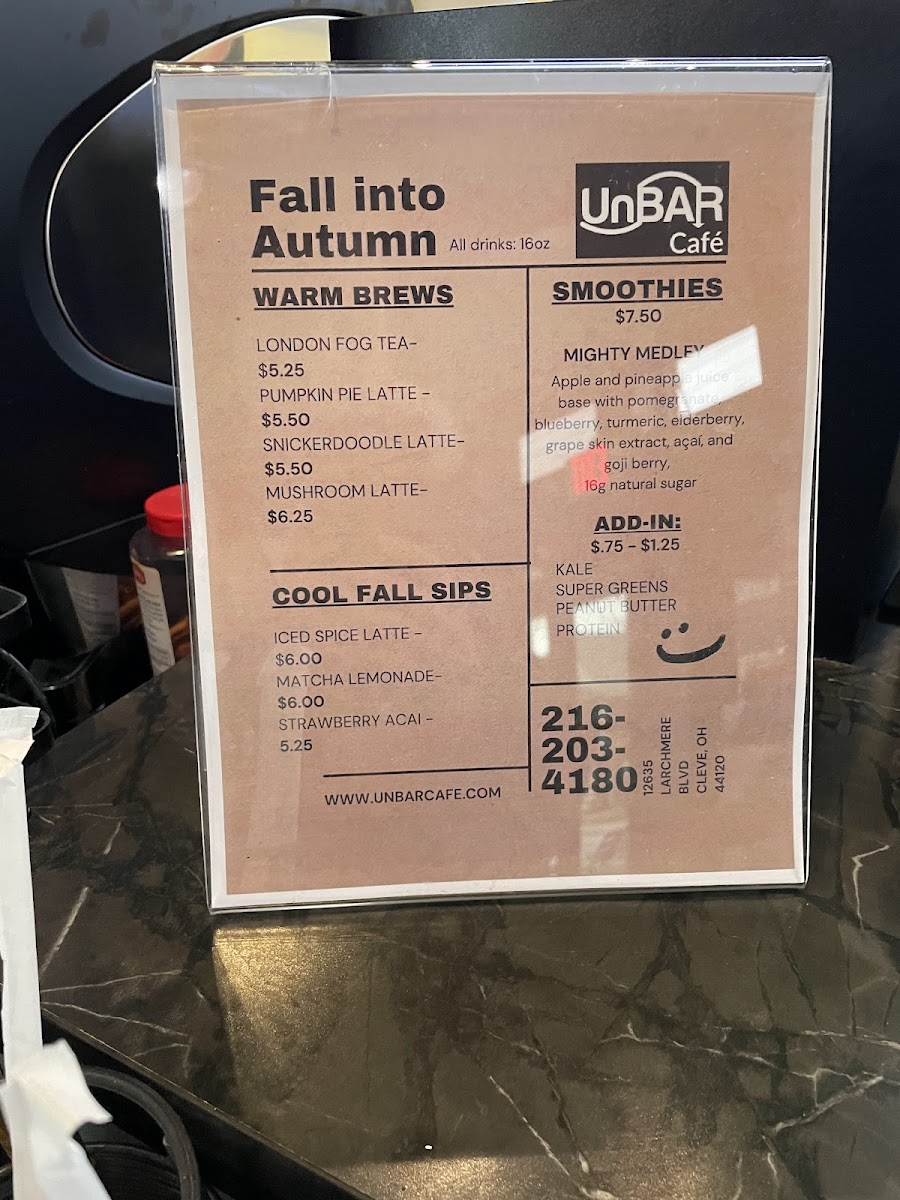 Fall into
Autumn All drinks: 16oz
UnBAR
Café
WARM BREWS
LONDON FOG TEA-
$5.25
PUMPKIN PIE LATTE -
$5.50
SNICKERDOODLE LATTE-
$5.50
MUSHROOM LATTE-
$6.25
COOL FALL SIPS
ICED SPICE LATTE -
$6.00
MATCHA LEMONADE-
$6.00
STRAWBERRY ACAI -
5.25
WWW.UNBARCAFE.COM
SMOOTHIES
$7.50
MIGHTY MEDLEY
Apple and pineapple juice
base with pomegranate,
blueberry, turmeric, elderberry,
grape skin extract, açaí, and
goji berry,
16g natural sugar
ADD-IN:
$.75 - $1.25
KALE
SUPER GREENS
PEANUT BUTTER
PROTEIN
216-
203-
4180
12635
LARCHMERE
BLVD
CLEVE, OH
44120